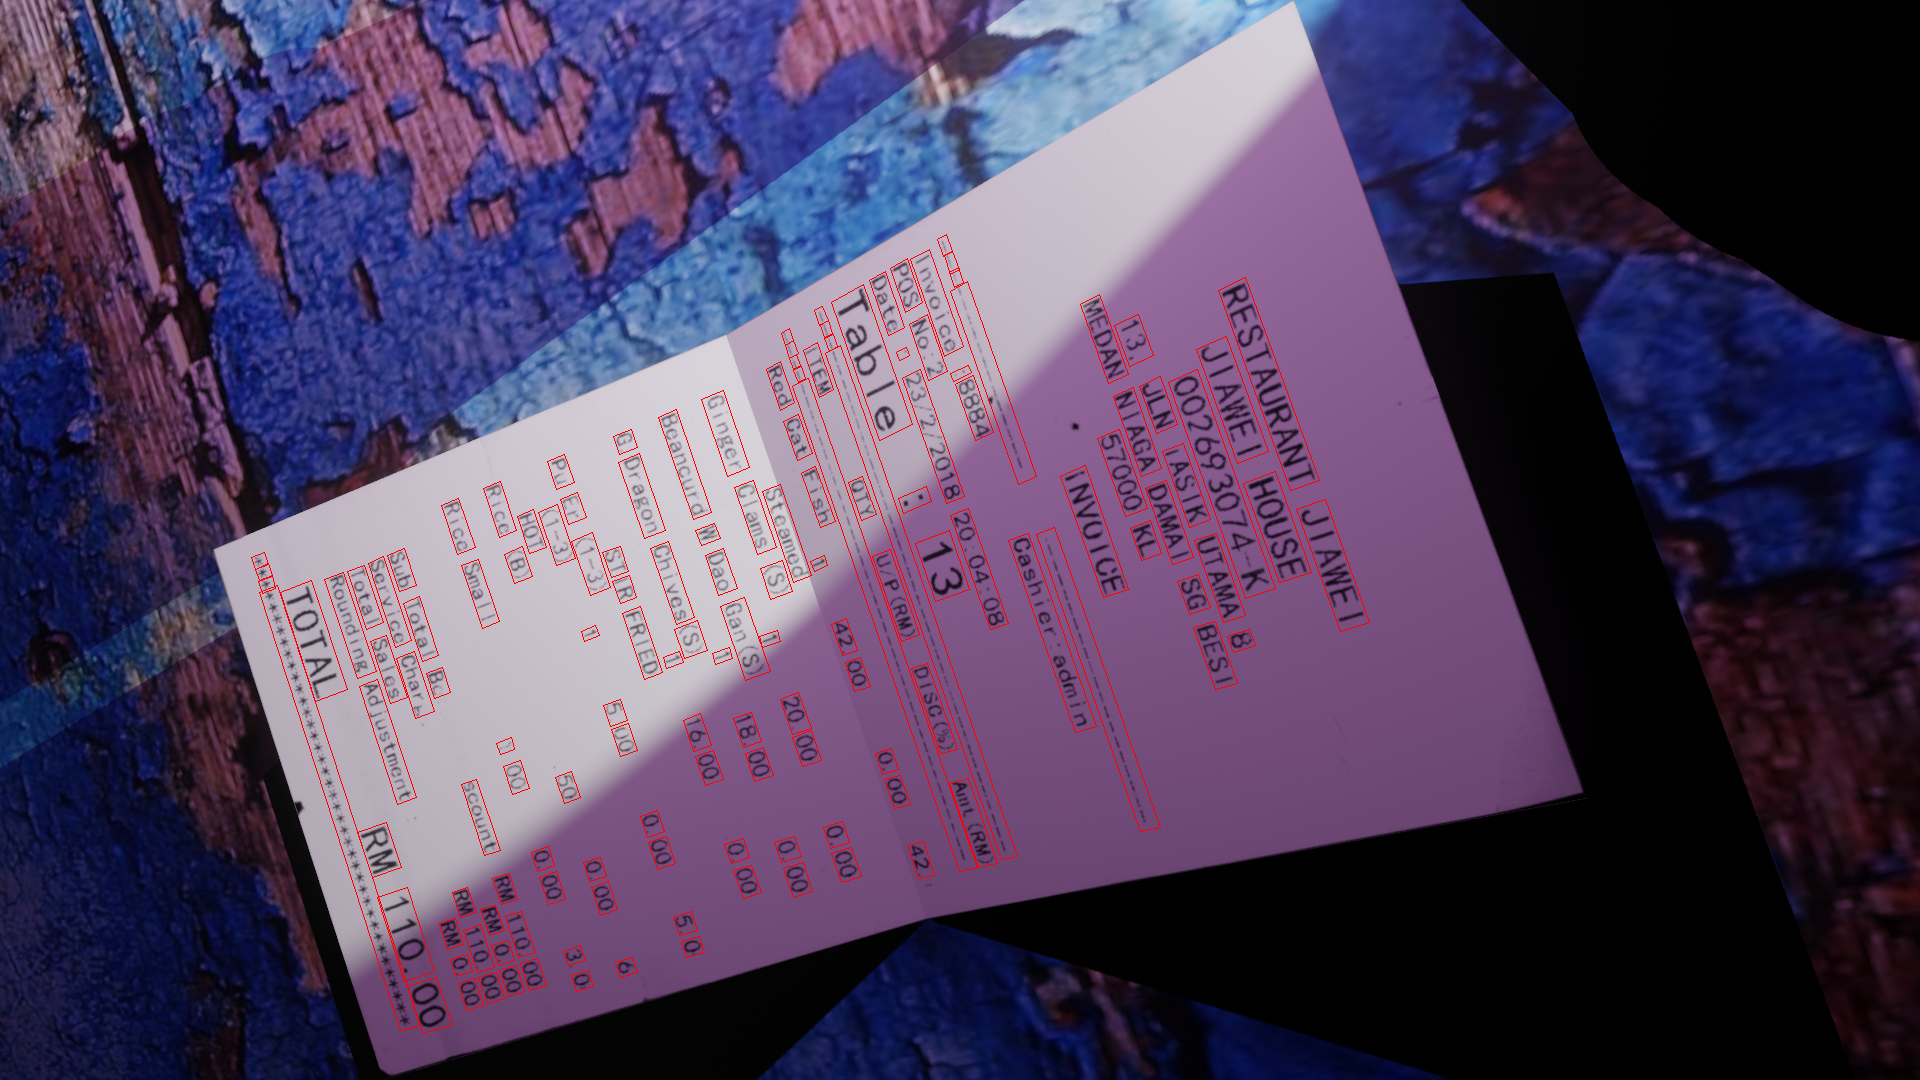 RESTAURANT JIAWEI
JIAWEI HOUSE
002693074-K
13, JLN TASIK UTAMA 8
MEDAN NIAGA DAMAI SG BESI
57000 KL
INVOICE
Invoice 8884
POS No.:2
Cashier:admin
Date : 23/2/2018 20:04:08
Table : 13
ITEM QTY U/P(RM) DISC(%) Amt(RM)
Red Cat Fish
Steamed 1 42.00 0.00 42.
Ginger Clams (S)
1 20.00 0.00
Beancurd W Dao Gan(S)
1 18.00 0.00
G Dragon Chives(S)
STIR FRIED 1 16.00 0.00
Pu Er (1-3)
HOT (1-3) 1 5.00 0.00 5.0
Rice (B) 50 0.00 6
Rice Small 1.00 0.00 3.0
Sub Total RM 110.00
Service RM 0.00
Total Sales RM 110.00
Rounding Adjustment RM 0.00
TOTAL RM 110.00